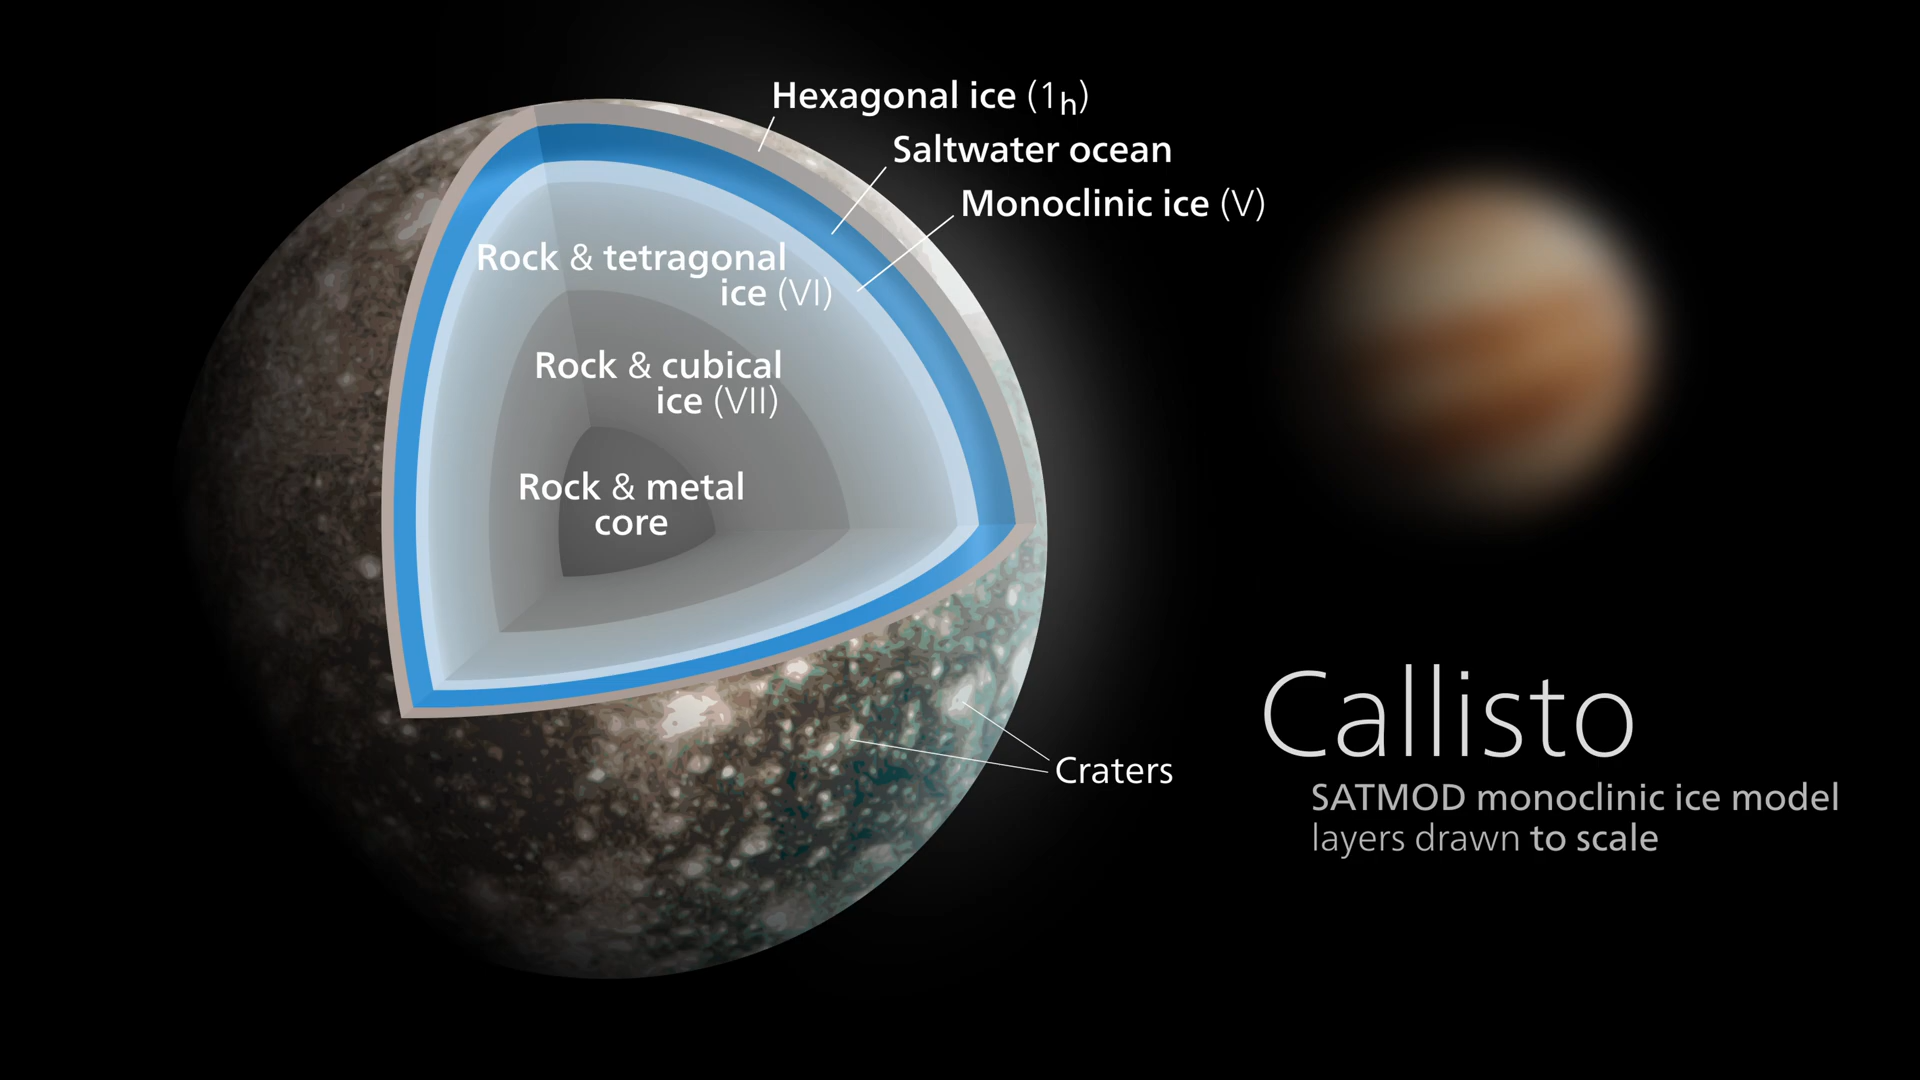 Hexagonal ice (1h)
Saltwater ocean
Monoclinic ice (V)
Rock & tetragonal
ice (VI)
Rock & cubical
ice (VII)
Rock & metal
core
Craters
Callisto
SATMOD monoclinic ice model
layers drawn to scale